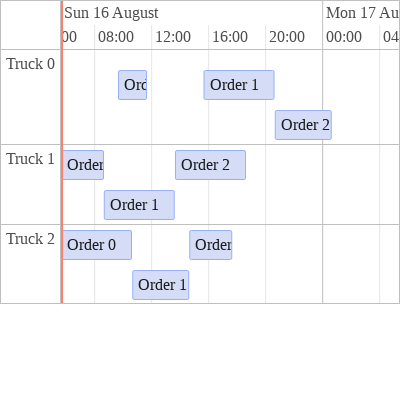 Sun 16 August
Mon 17 Au
00 08:00 12:00 16:00 20:00 00:00 04
Truck 0
Ord
Order 1
Order 2
Truck 1
Order
Order 2
Order 1
Truck 2
Order 0
Order
Order 1